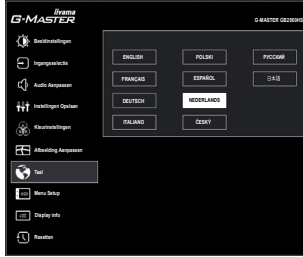 iiyama
G-MASTER
G-MASTER GB2560HS
Beeldinstellingen
Ingangsselectie
Audio Aanpassen
Instellingen Opslaan
Kleurinstellingen
Afbeelding Aanpassen
Taal
Menu Setup
Display info
Resetten
ENGLISH
POLSKI
РУССКИЙ
FRANÇAIS
ESPAÑOL
日本語
DEUTSCH
NEDERLANDS
ITALIANO
ČESKÝ